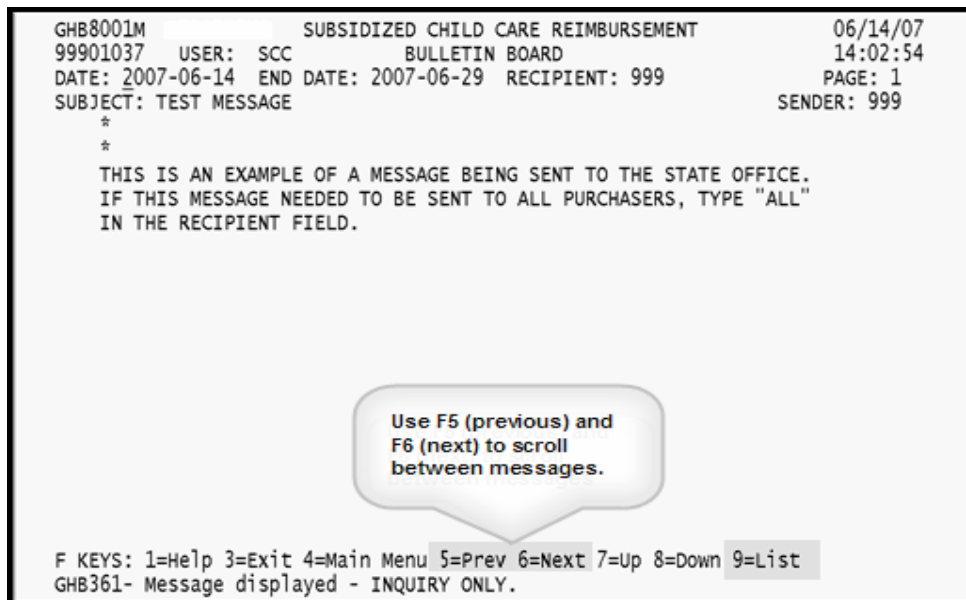 GHB8001M SUBSIDIZED CHILD CARE REIMBURSEMENT 06/14/07
99901037 USER: SCC BULLETIN BOARD 14:02:54
DATE: 2007-06-14 END DATE: 2007-06-29 RECIPIENT: 999 PAGE: 1
SUBJECT: TEST MESSAGE SENDER: 999
*
*
THIS IS AN EXAMPLE OF A MESSAGE BEING SENT TO THE STATE OFFICE.
IF THIS MESSAGE NEEDED TO BE SENT TO ALL PURCHASERS, TYPE "ALL"
IN THE RECIPIENT FIELD.
Use F5 (previous) and
F6 (next) to scroll
between messages.
F KEYS: 1=Help 3=Exit 4=Main Menu 5=Prev 6=Next 7=Up 8=Down 9=List
GHB361- Message displayed - INQUIRY ONLY.